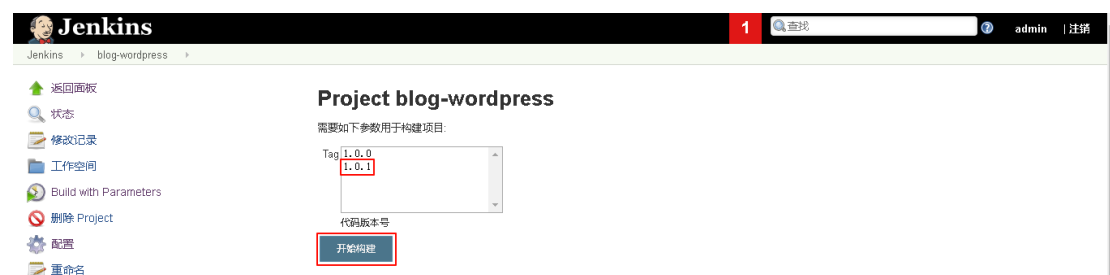 Jenkins
1 查找 admin | 注销
Jenkins blog-wordpress
返回面板
状态
修改记录
工作空间
Build with Parameters
删除 Project
配置
重命名
Project blog-wordpress
需要如下参数用于构建项目:
Tag 1.0.0
1.0.1
代码版本号
开始构建